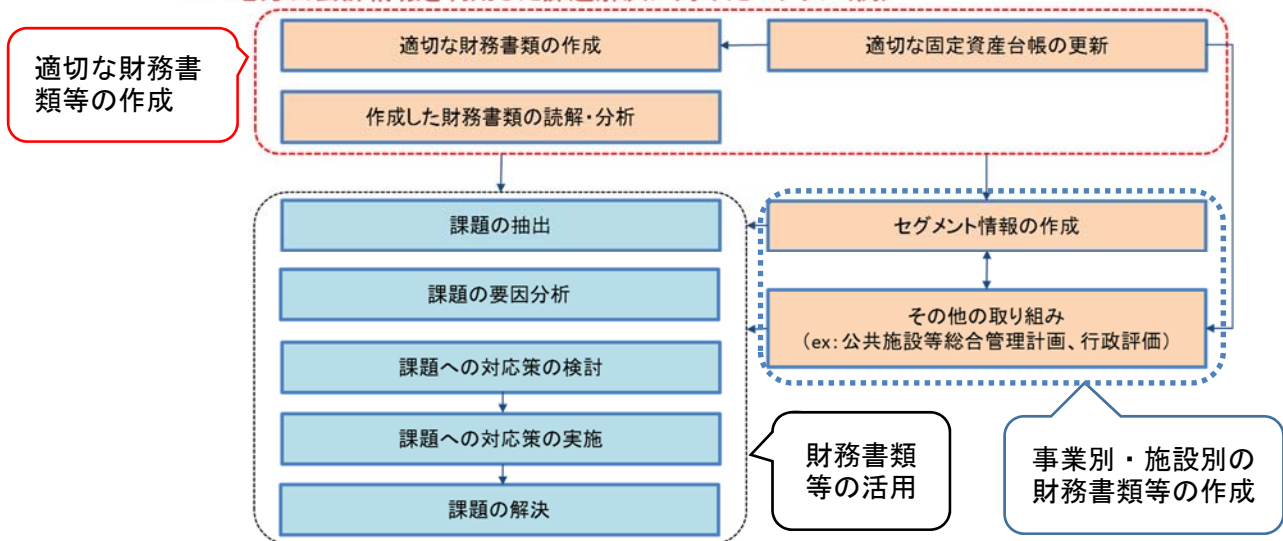 適切な財務書
類等の作成
適切な財務書類の作成
適切な固定資産台帳の更新
作成した財務書類の読解・分析
課題の抽出
課題の要因分析
課題への対応策の検討
課題への対応策の実施
課題の解決
セグメント情報の作成
その他の取り組み
（ex：公共施設等総合管理計画、行政評価）
財務書類
等の活用
事業別・施設別の
財務書類等の作成